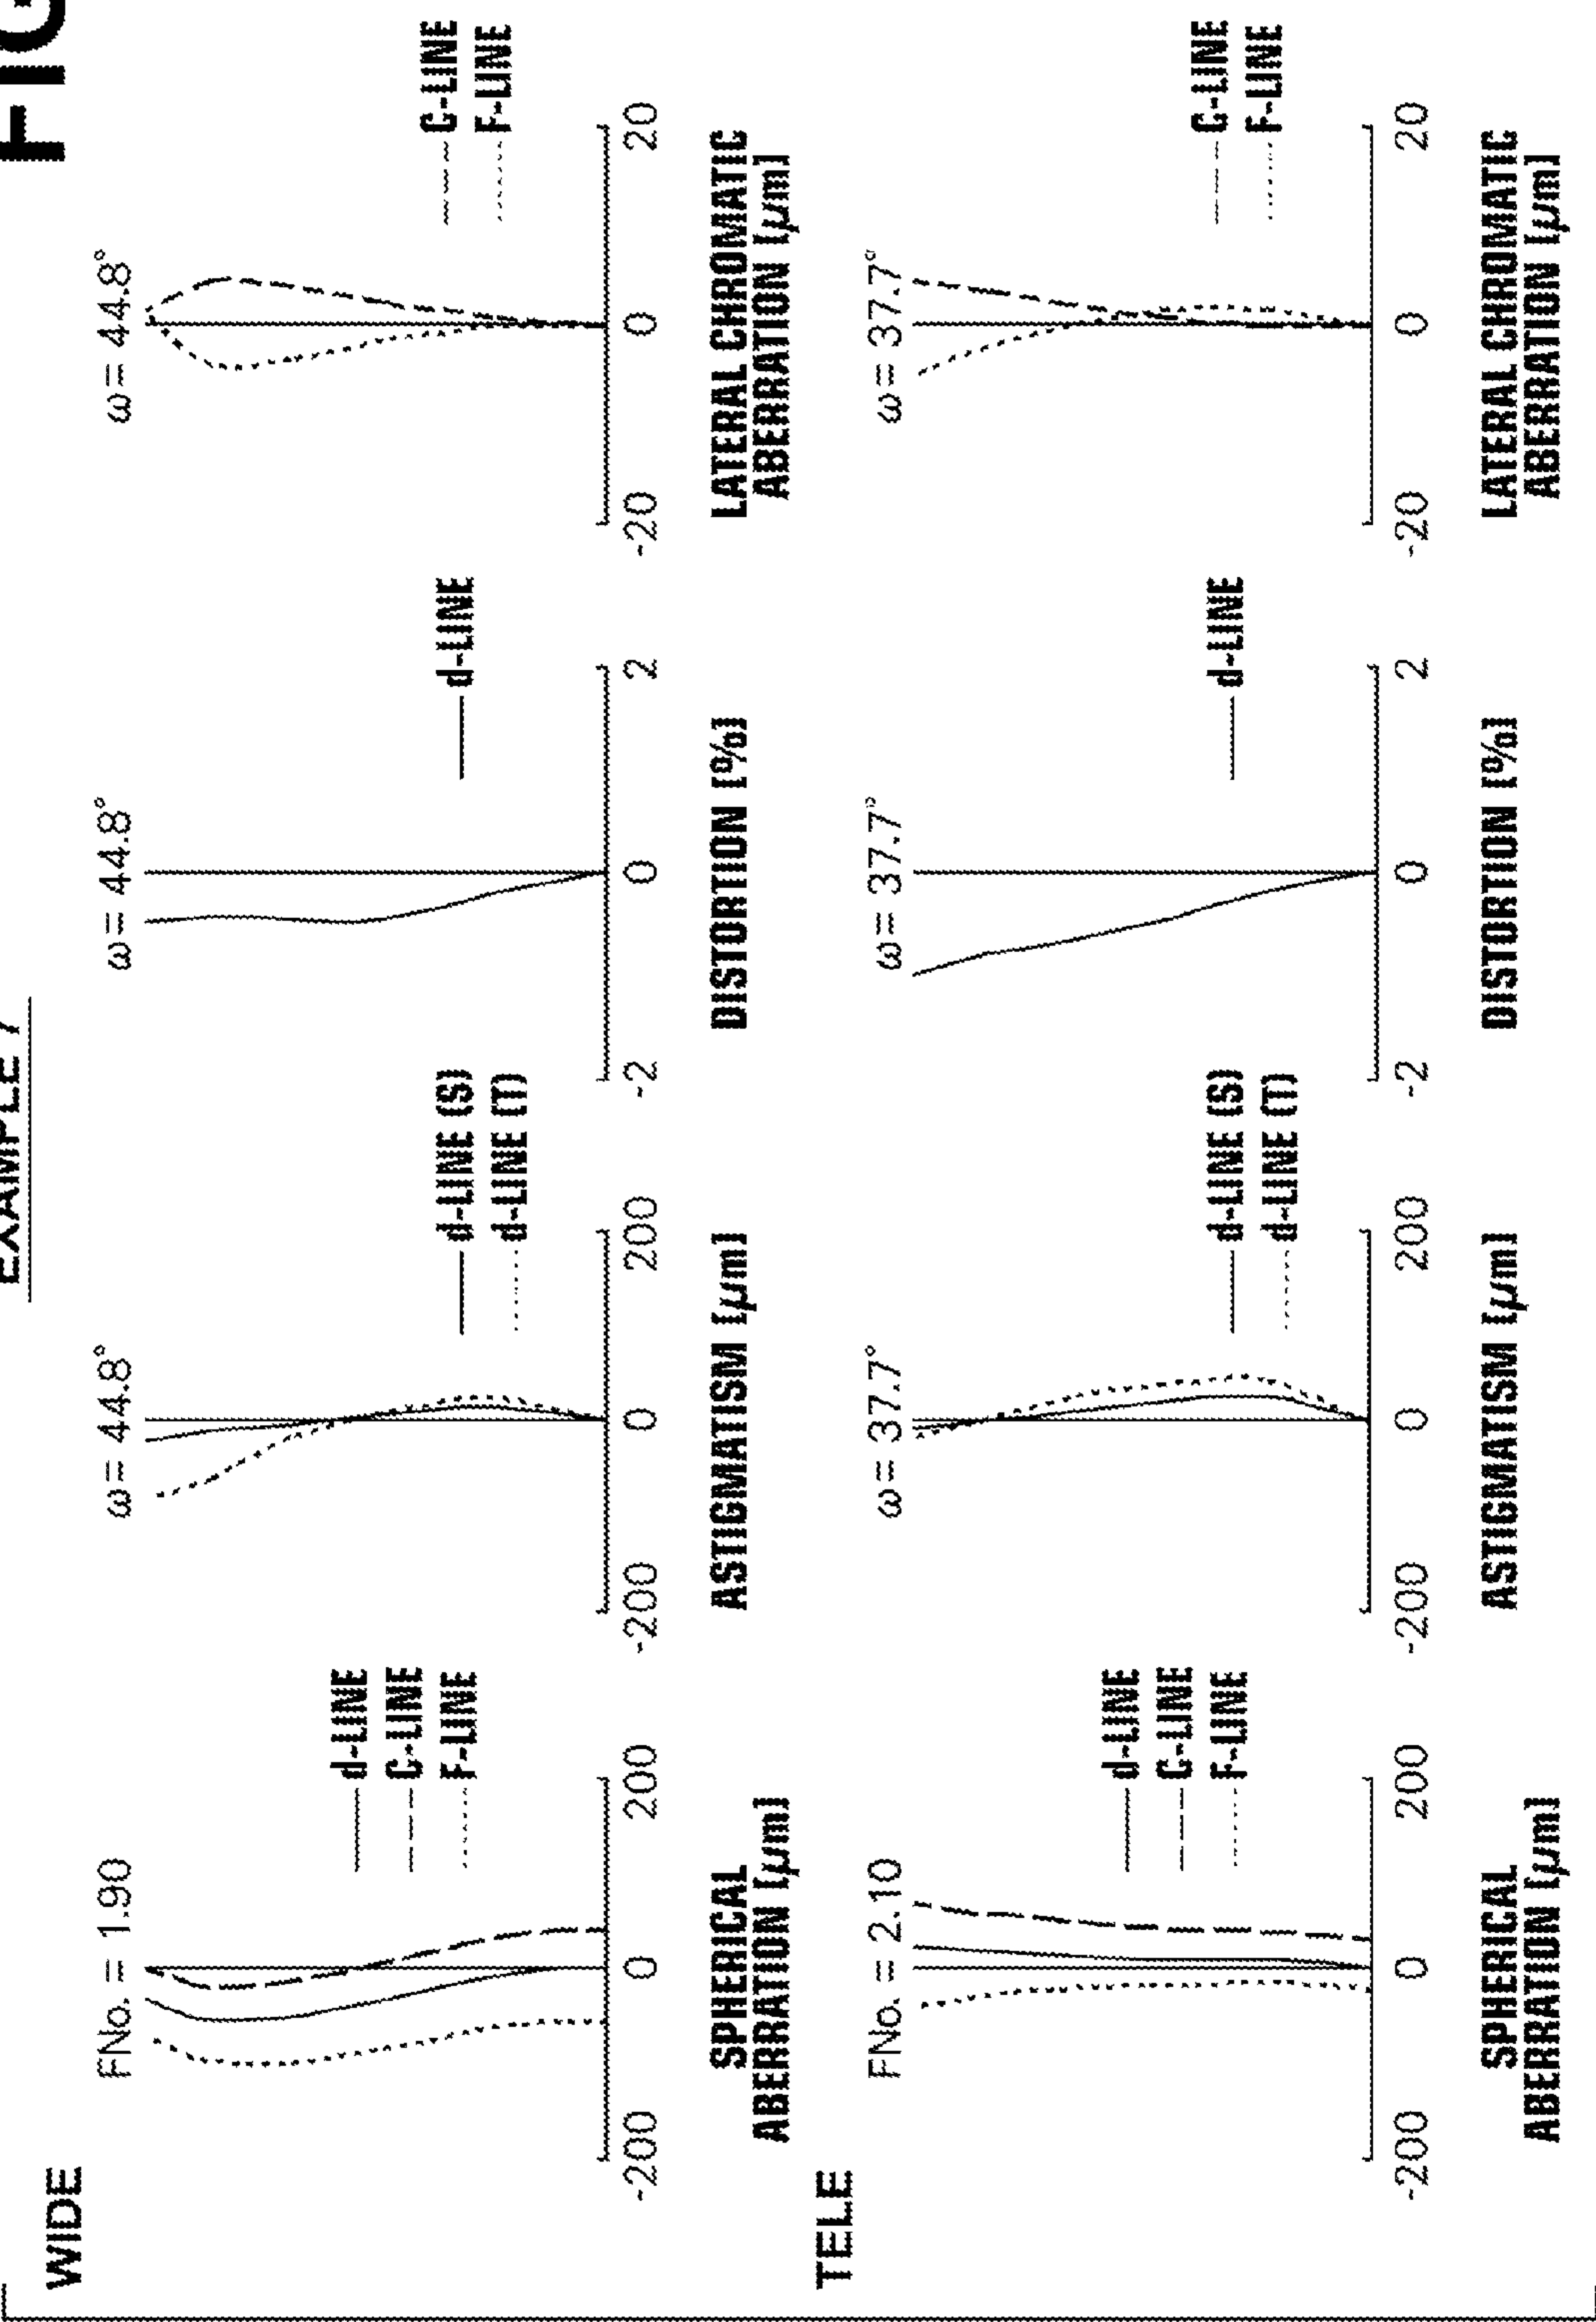 EXAMPLE 7
FIG
WIDE
FNo. = 1.90
d-LINE
C-LINE
F-LINE
-200 0 200
SPHERICAL
ABERRATION [μm]
ω= 44.8°
d-LINE (S)
d-LINE (T)
-200 0 200
ASTIGMATISM [μm]
ω= 44.8°
d-LINE
-2 0 2
DISTORTION [%]
ω= 44.8°
C-LINE
F-LINE
-20 0 20
LATERAL CHROMATIC
ABERRATION [μm]
TELE
FNo. = 2.10
d-LINE
C-LINE
F-LINE
-200 0 200
SPHERICAL
ABERRATION [μm]
ω= 37.7°
d-LINE (S)
d-LINE (T)
-200 0 200
ASTIGMATISM [μm]
ω= 37.7°
d-LINE
-2 0 2
DISTORTION [%]
ω= 37.7°
C-LINE
F-LINE
-20 0 20
LATERAL CHROMATIC
ABERRATION [μm]